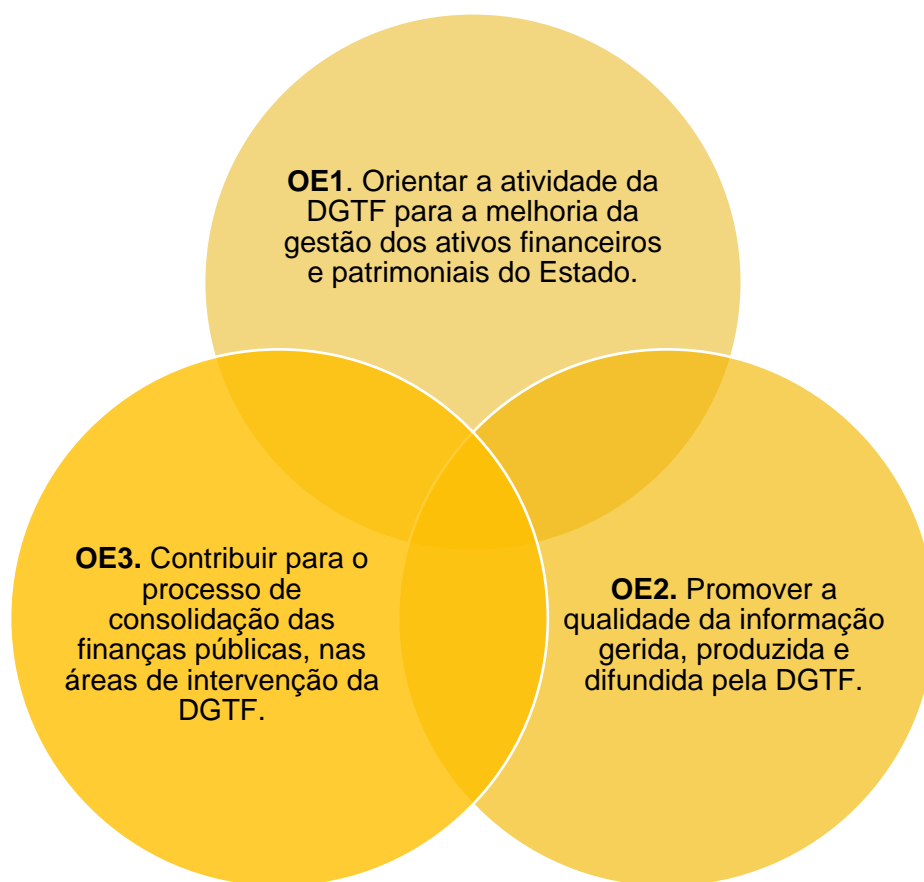 OE1. Orientar a atividade da
DGTF para a melhoria da
gestão dos ativos financeiros
e patrimoniais do Estado.
OE3. Contribuir para o
processo de
consolidação das
finanças públicas, nas
áreas de intervenção da
DGTF.
OE2. Promover a
qualidade da informação
gerida, produzida e
difundida pela DGTF.